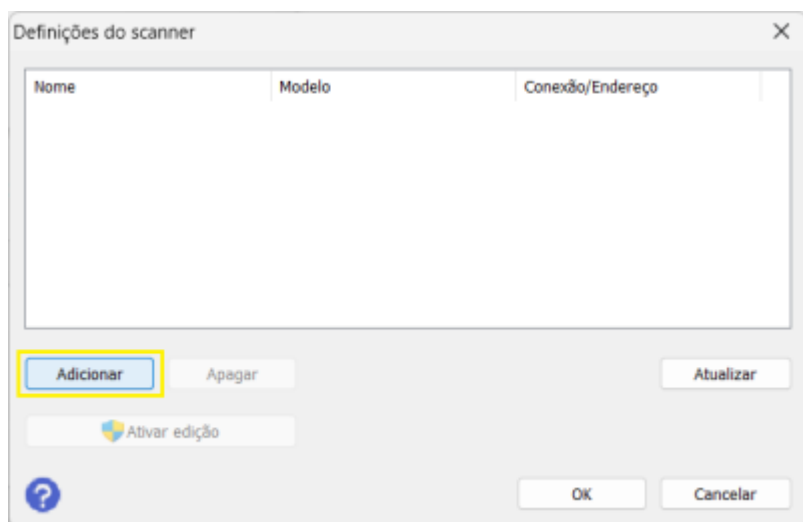 Definições do scanner
Nome Modelo Conexão/Endereço
Adicionar Apagar Atualizar
Ativar edição
? OK Cancelar